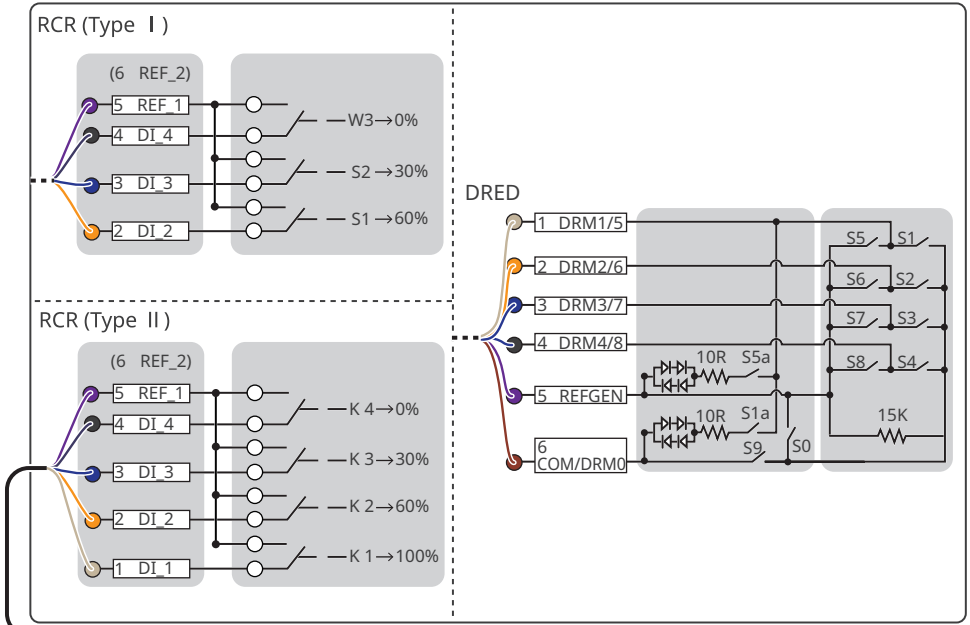 RCR (Type Ⅰ)
(6 REF_2)
5 REF_1
4 DI_4
3 DI_3
2 DI_2
W3→0%
S2→30%
S1→60%
RCR (Type Ⅱ)
(6 REF_2)
5 REF_1
4 DI_4
3 DI_3
2 DI_2
1 DI_1
K 4→0%
K 3→30%
K 2→60%
K 1→100%
DRED
1 DRM1/5
2 DRM2/6
3 DRM3/7
4 DRM4/8
5 REFGEN
6
COM/DRM0
10R S5a
10R S1a
S9 S0
S5 S1
S6 S2
S7 S3
S8 S4
15K